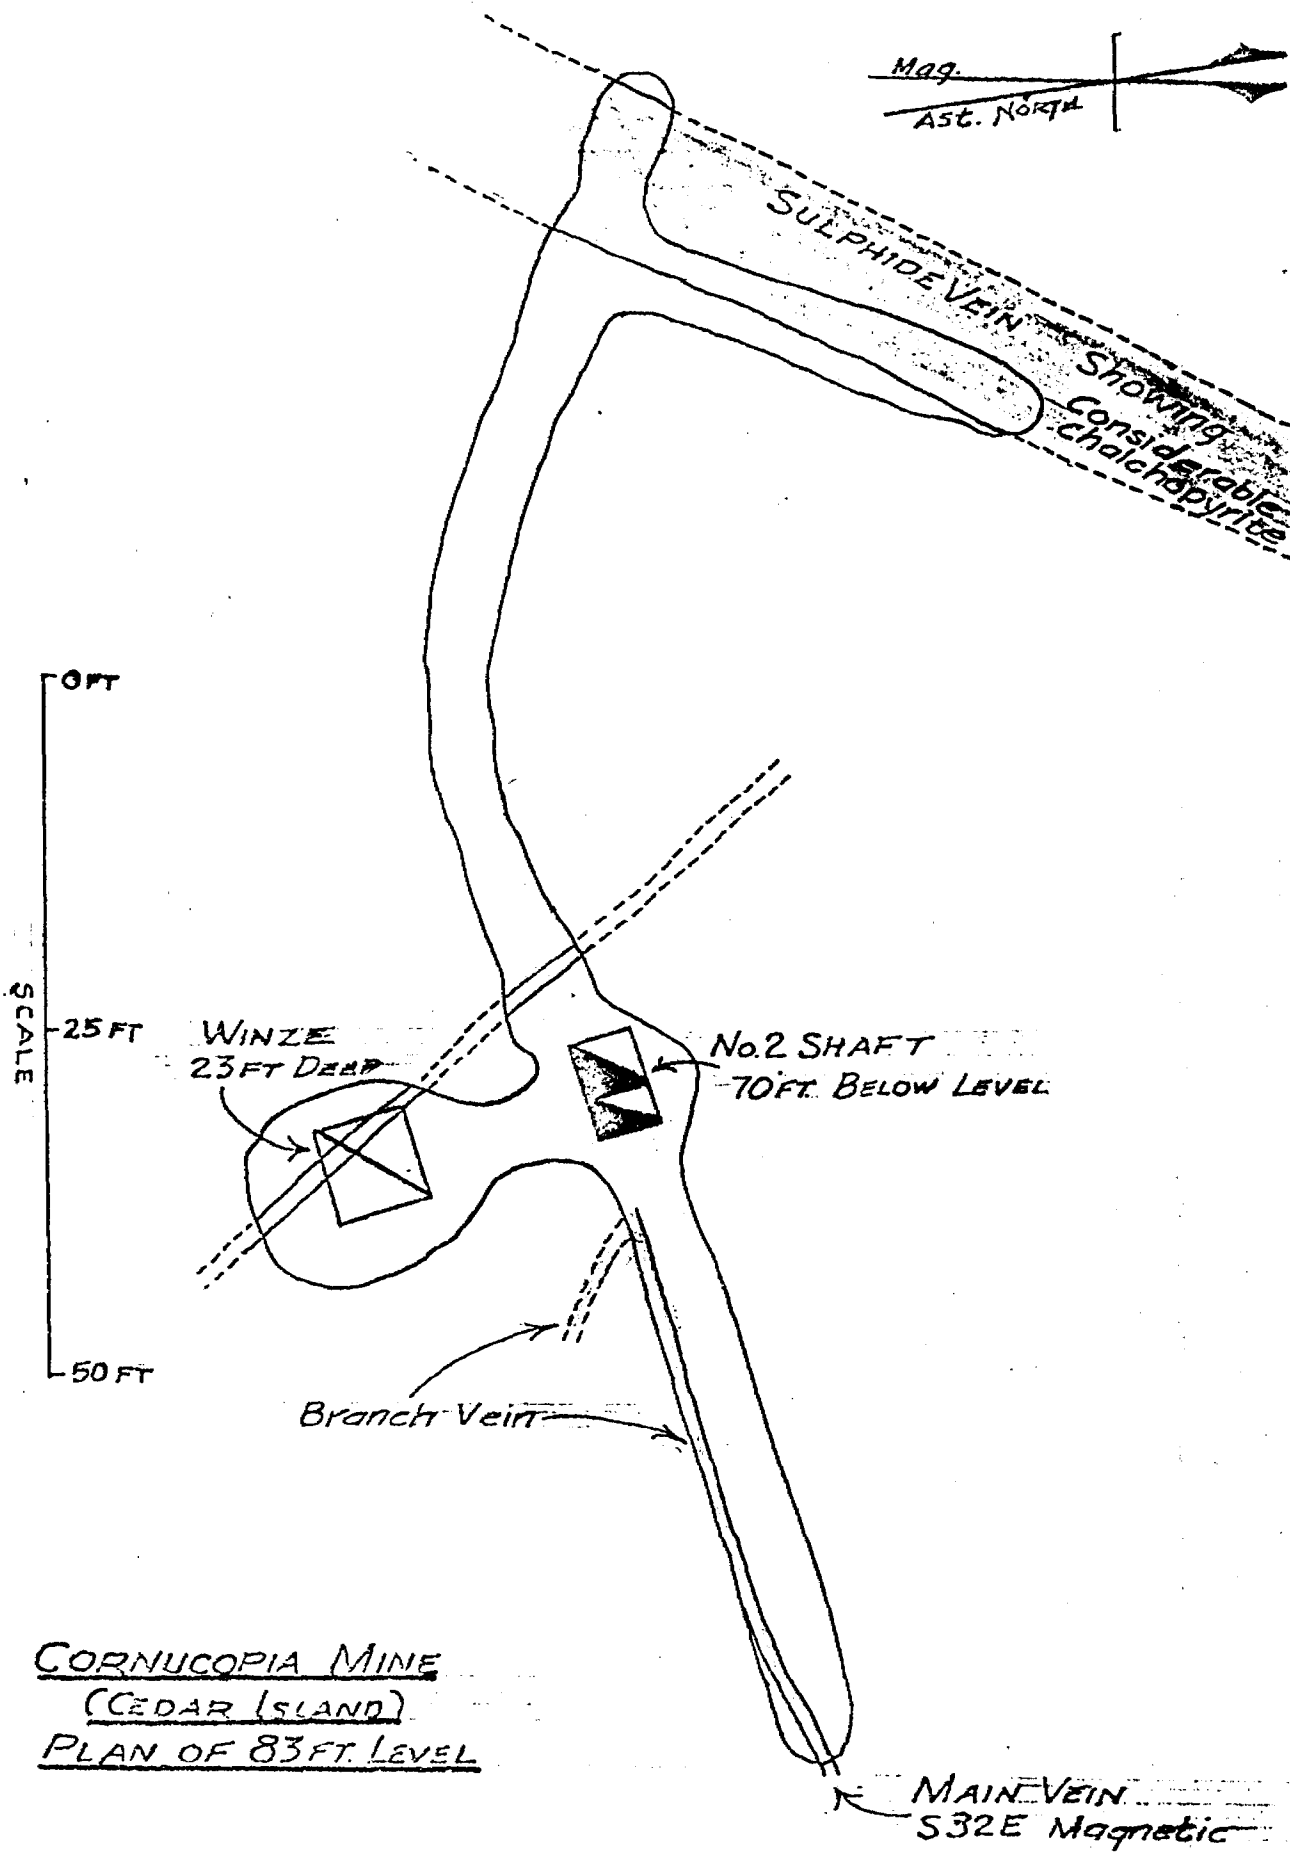 Mag.
Ast. North
SULPHIDE VEIN Showing
Considerable
Chalchopyrite
0 FT
25 FT
50 FT
SCALE
WINZE
23 FT DEEP
No. 2 SHAFT
70 FT. BELOW LEVEL
Branch Vein
CORNUCOPIA MINE
(CEDAR ISLAND)
PLAN OF 83 FT. LEVEL
MAIN VEIN
S32E Magnetic